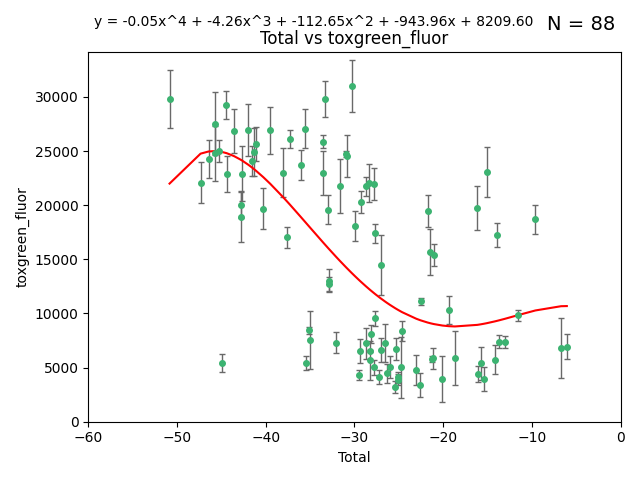 y = -0.05x^4 + -4.26x^3 + -112.65x^2 + -943.96x + 8209.60 N = 88
Total vs toxgreen_fluor
30000
25000
20000
15000
10000
5000
0
toxgreen_fluor
−60 −50 −40 −30 −20 −10 0
Total